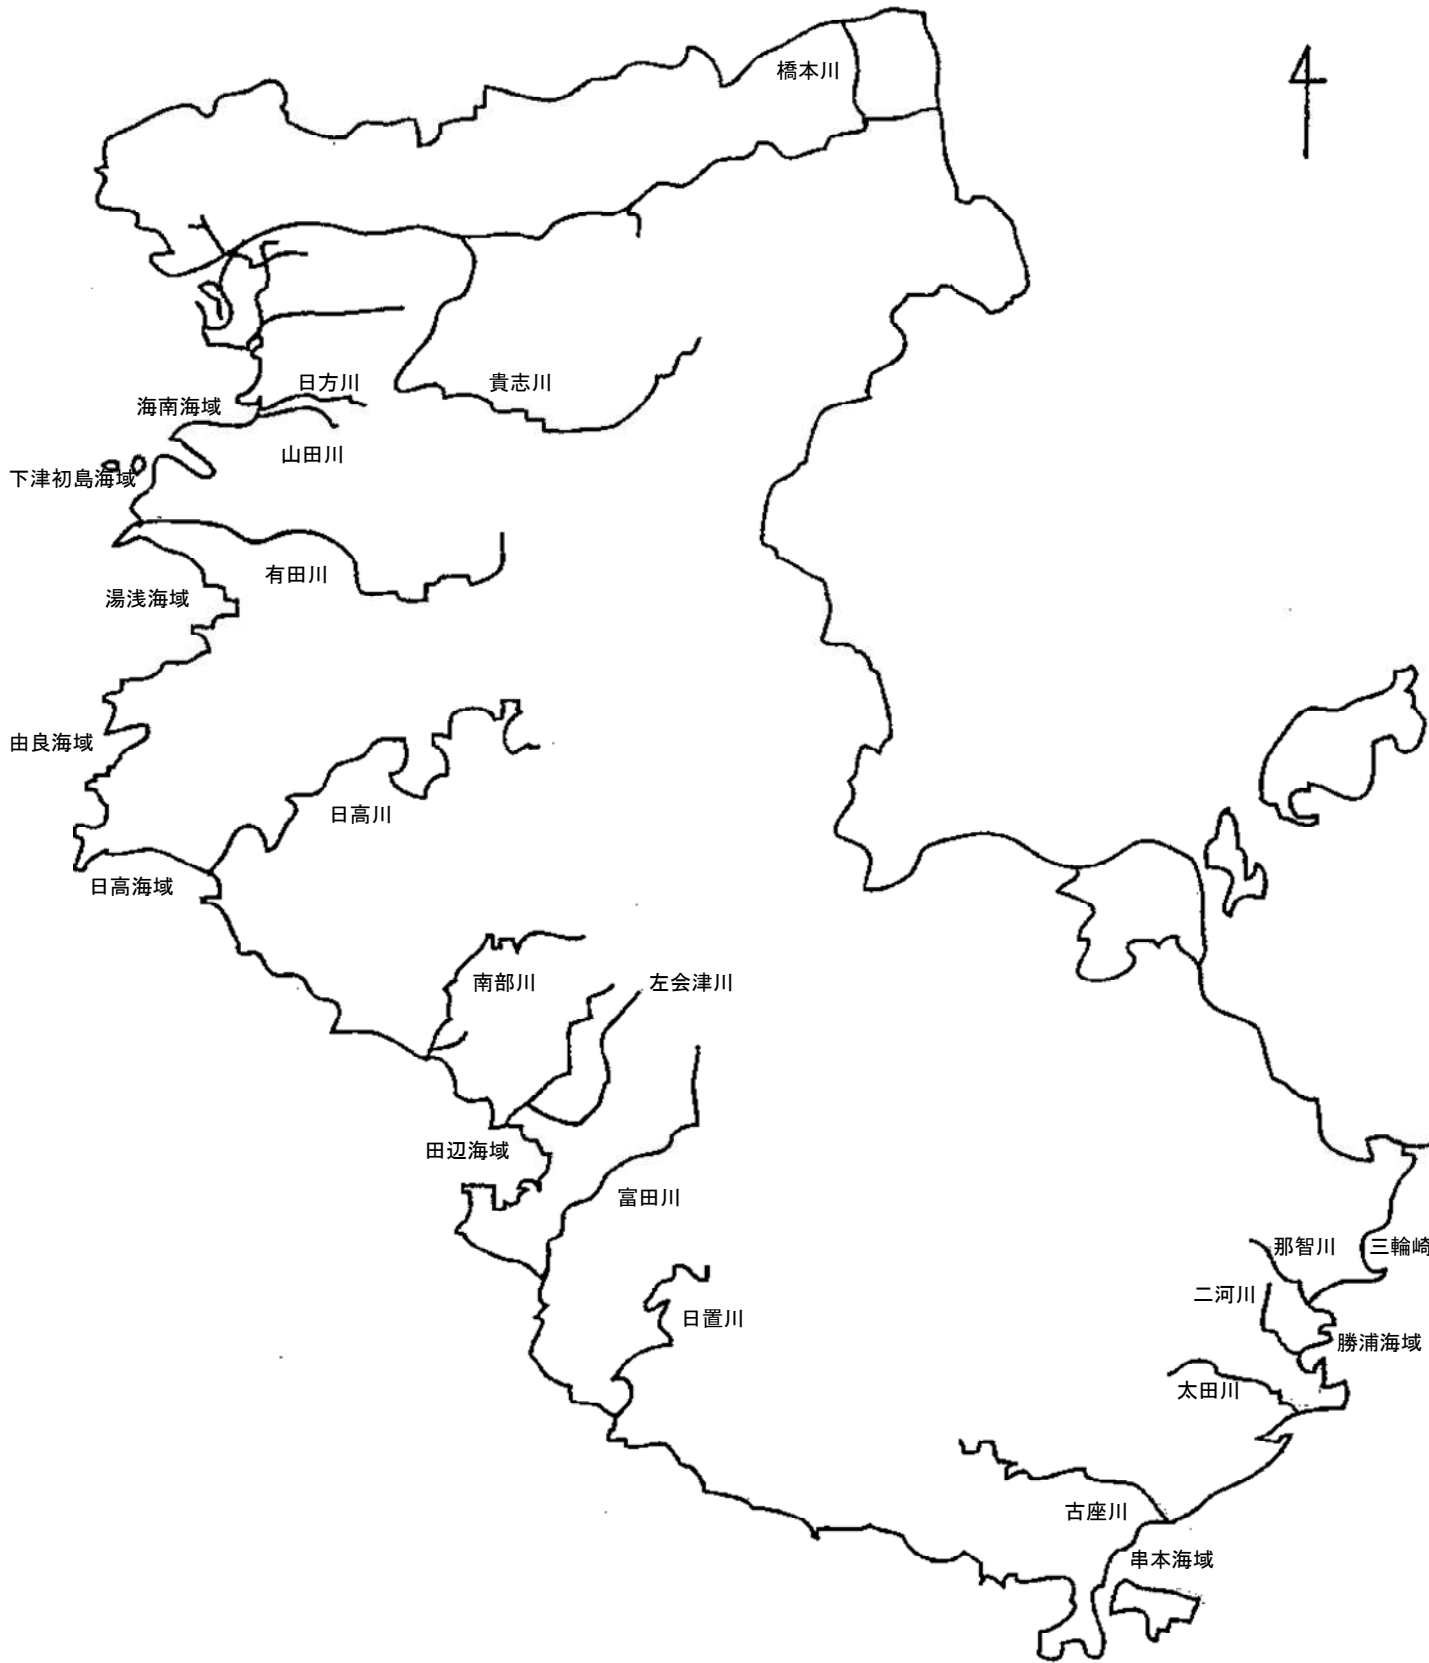 橋本川
日方川
貴志川
海南海域
山田川
下津初島海域
有田川
湯浅海域
由良海域
日高川
日高海域
南部川
左会津川
田辺海域
富田川
那智川
三輪崎
二河川
日置川
勝浦海域
太田川
古座川
串本海域